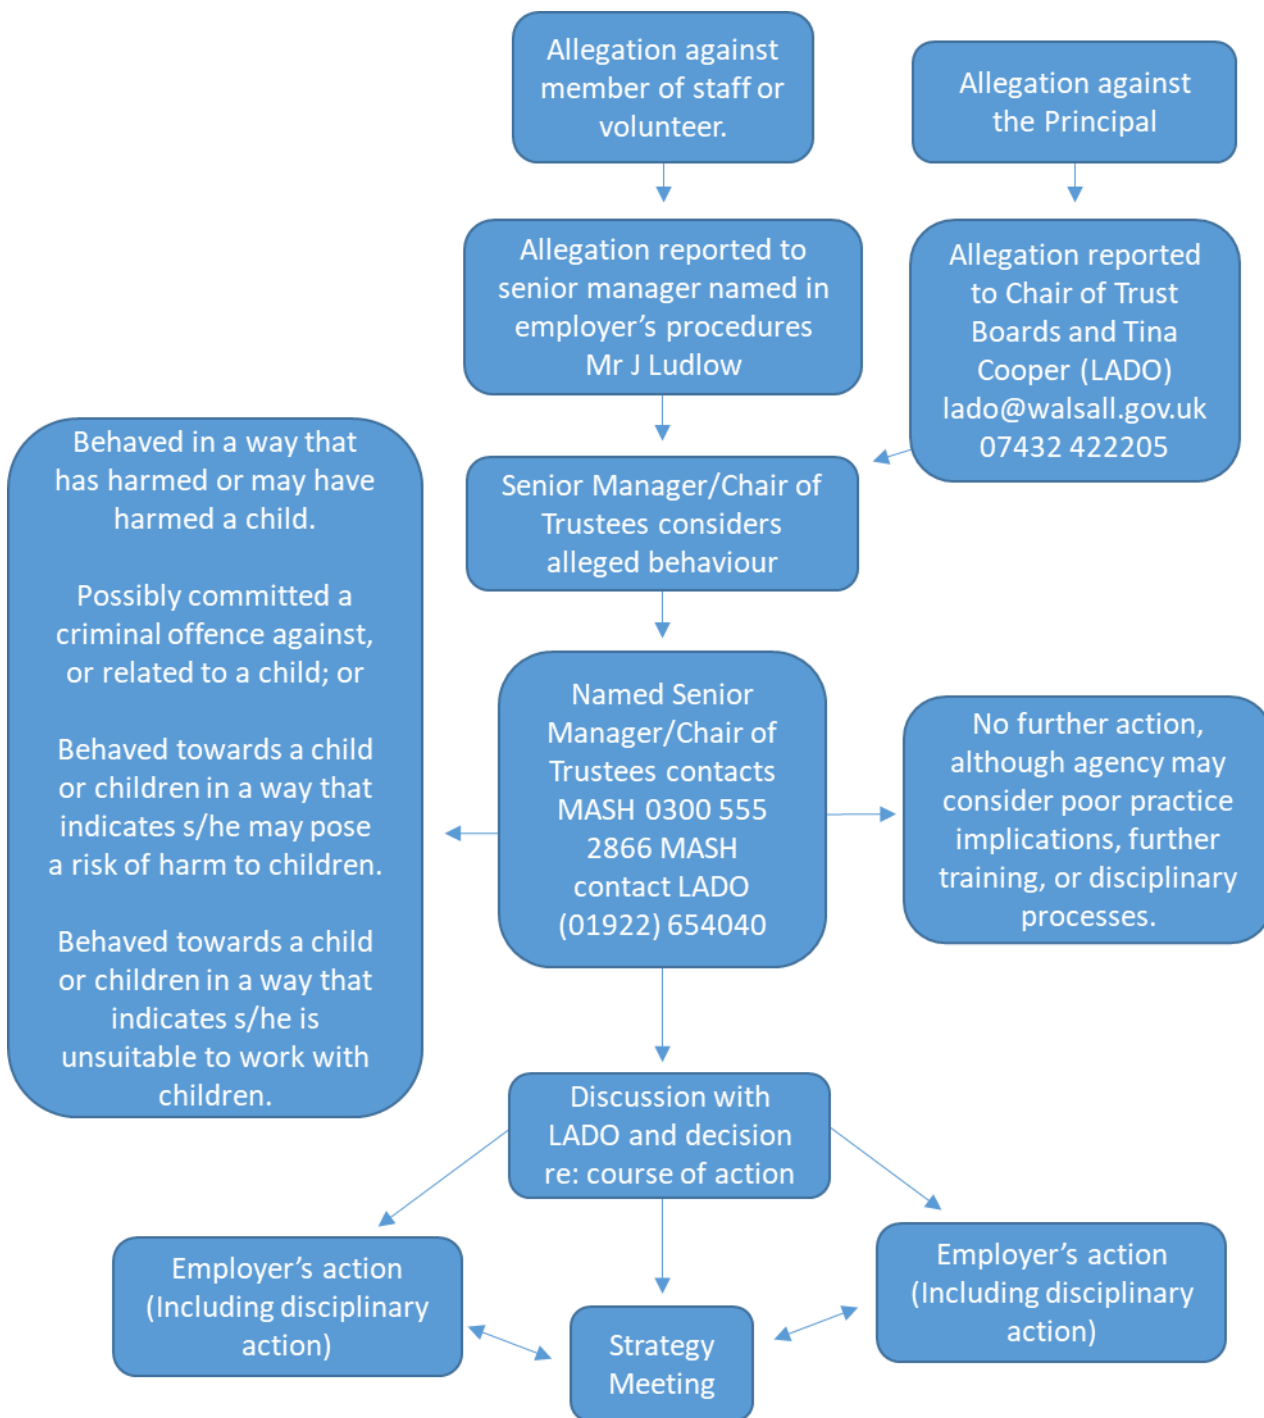 Allegation against
member of staff or
volunteer.
Allegation against
the Principal
Allegation reported to
senior manager named in
employer’s procedures
Mr J Ludlow
Allegation reported
to Chair of Trust
Boards and Tina
Cooper (LADO)
lado@walsall.gov.uk
07432 422205
Senior Manager/Chair of
Trustees considers
alleged behaviour
Behaved in a way that
has harmed or may have
harmed a child.
Possibly committed a
criminal offence against,
or related to a child; or
Behaved towards a child
or children in a way that
indicates s/he may pose
a risk of harm to children.
Behaved towards a child
or children in a way that
indicates s/he is
unsuitable to work with
children.
Named Senior
Manager/Chair of
Trustees contacts
MASH 0300 555
2866 MASH
contact LADO
(01922) 654040
No further action,
although agency may
consider poor practice
implications, further
training, or disciplinary
processes.
Discussion with
LADO and decision
re: course of action
Employer’s action
(Including disciplinary
action)
Strategy
Meeting
Employer’s action
(Including disciplinary
action)